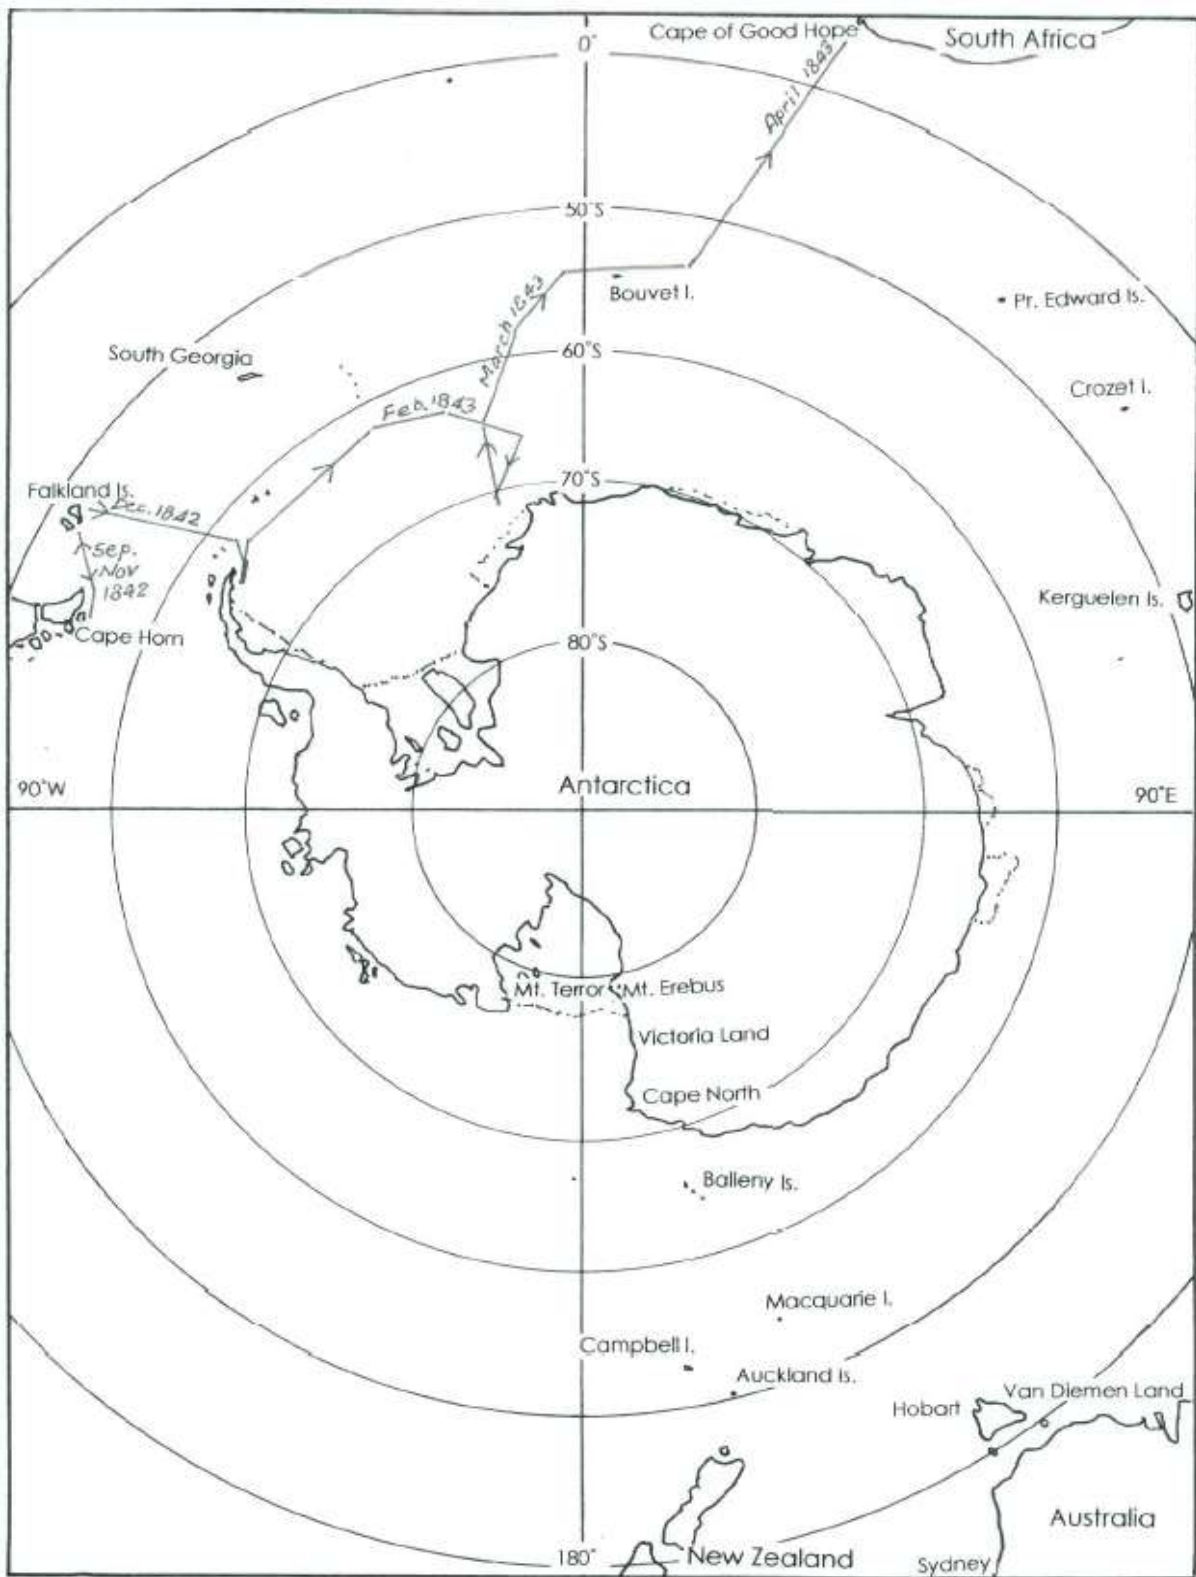 Cape of Good Hope
South Africa
0°
April 1843
50°S
Bouvet I.
Pr. Edward Is.
March 1843
South Georgia
60°S
Crozet I.
Feb. 1843
70°S
Falkland Is.
Dec. 1842
Sep.
Nov
1842
Kerguelen Is.
Cape Horn
80°S
90°W
Antarctica
90°E
Mt. Terror
Mt. Erebus
Victoria Land
Cape North
Balleny Is.
Macquarie I.
Campbell I.
Auckland Is.
Van Diemen Land
Hobart
Australia
180°
New Zealand
Sydney